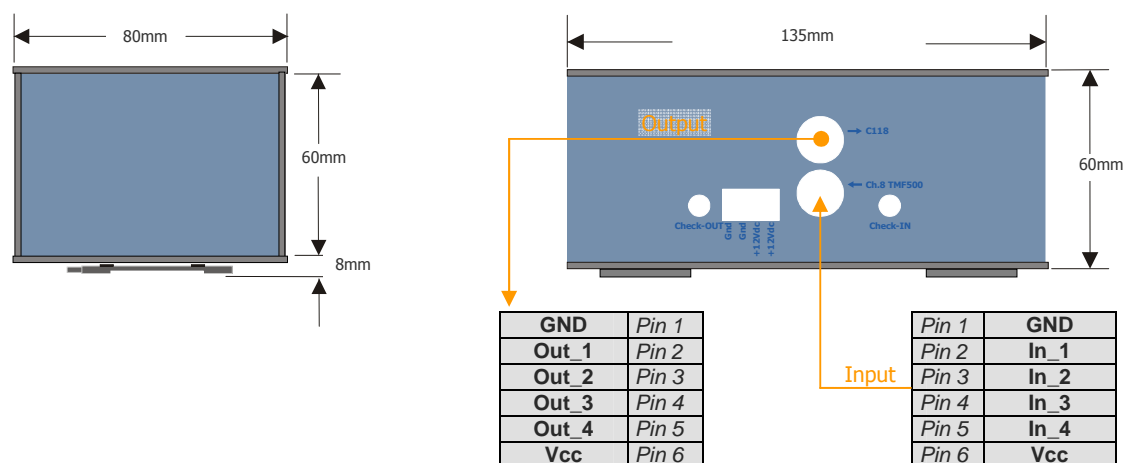 80mm
135mm
60mm
8mm
60mm
Output
→ C118
← Ch.8 TMF500
Check-OUT
Gnd
Gnd
+12Vdc
+12Vdc
Check-IN
Input
GND Pin 1
Out_1 Pin 2
Out_2 Pin 3
Out_3 Pin 4
Out_4 Pin 5
Vcc Pin 6
Pin 1 GND
Pin 2 In_1
Pin 3 In_2
Pin 4 In_3
Pin 5 In_4
Pin 6 Vcc